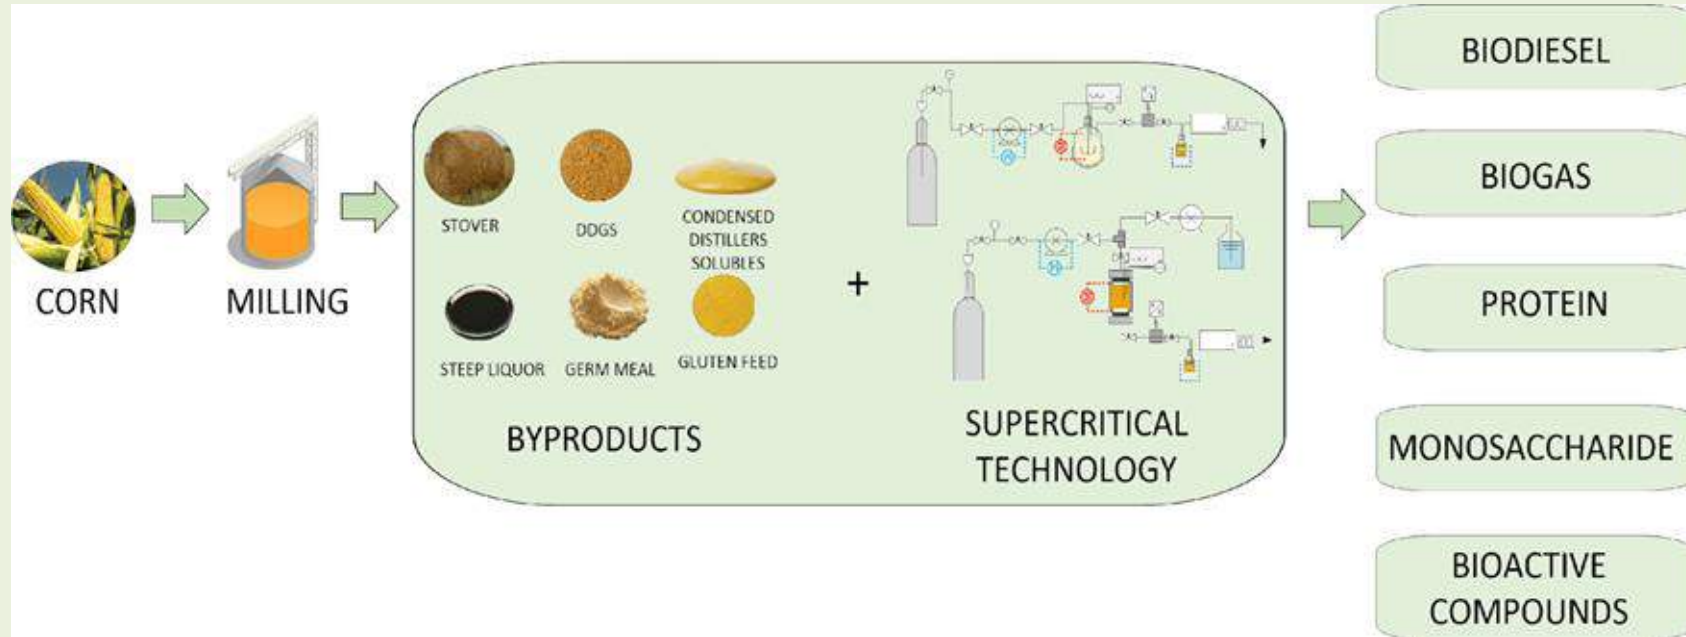 CORN
MILLING
STOVER
DDGS
CONDENSED
DISTILLERS
SOLUBLES
STEEP LIQUOR
GERM MEAL
GLUTEN FEED
BYPRODUCTS
+
SUPERCRITICAL
TECHNOLOGY
BIODIESEL
BIOGAS
PROTEIN
MONOSACCHARIDE
BIOACTIVE
COMPOUNDS